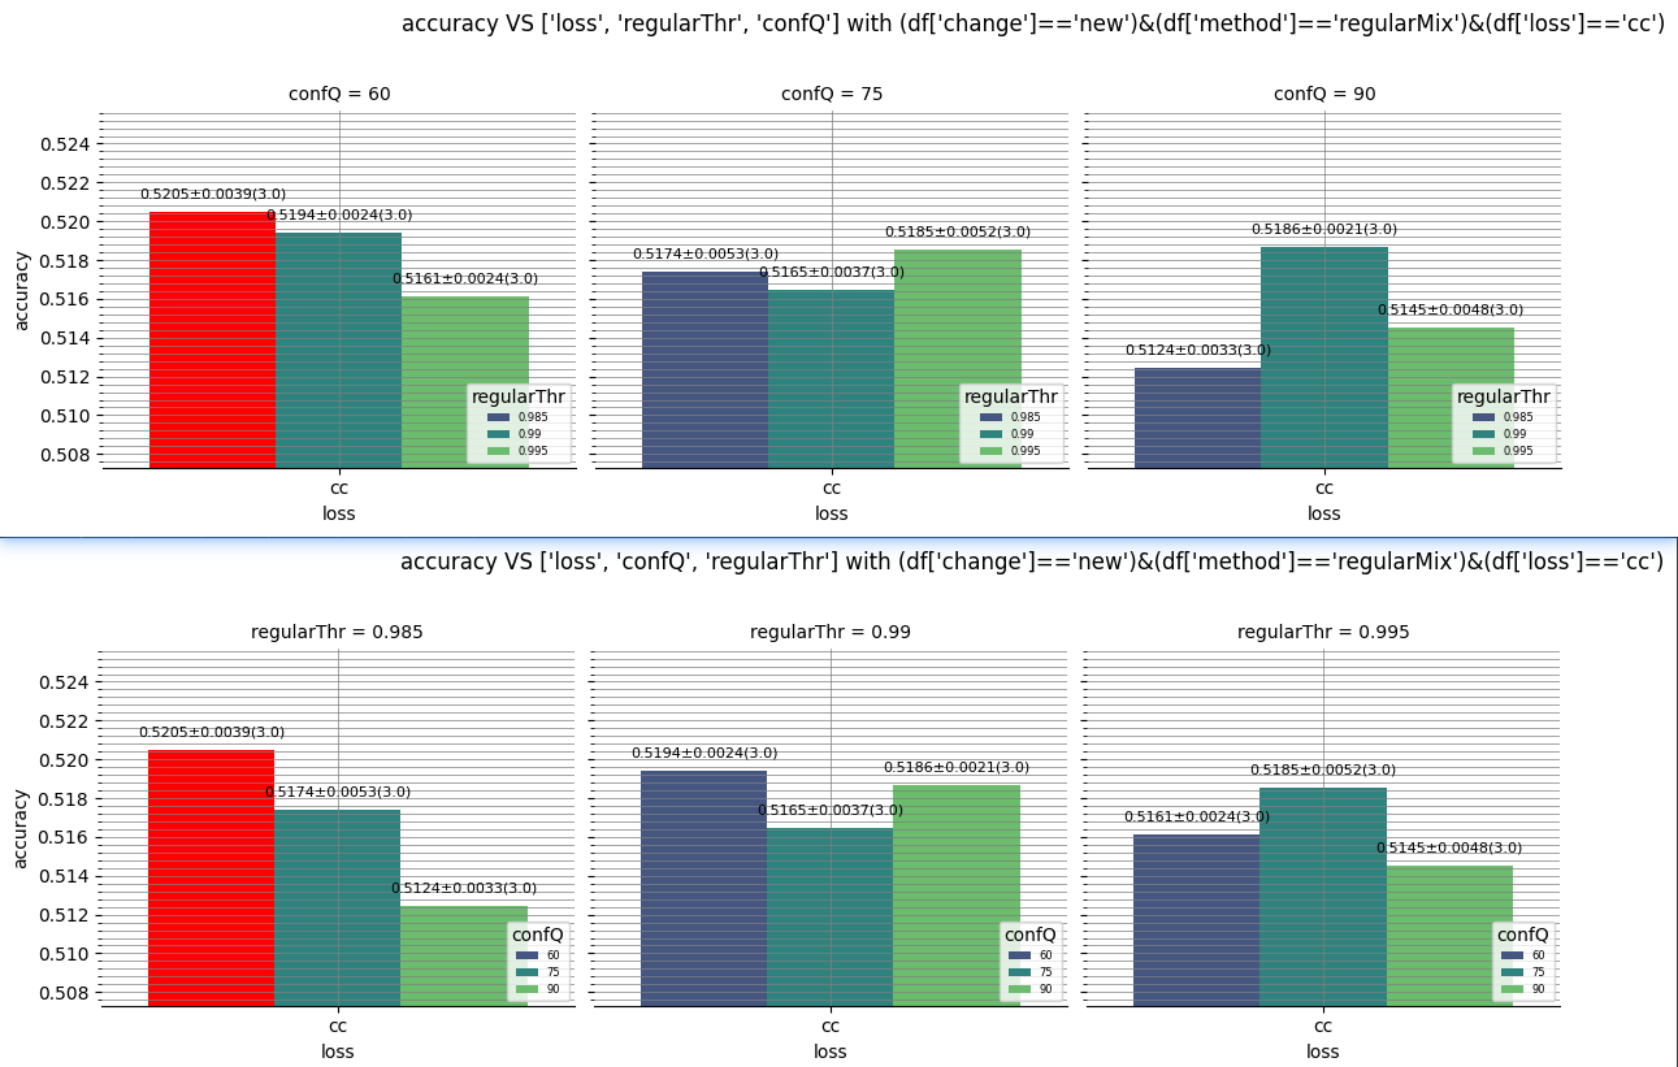 accuracy VS ['loss', 'regularThr', 'confQ'] with (df['change']=='new')&(df['method']=='regularMix')&(df['loss']=='cc')
confQ = 60
confQ = 75
confQ = 90
accuracy
0.524
0.522
0.520
0.518
0.516
0.514
0.512
0.510
0.508
0.5205±0.0039(3.0)
0.5194±0.0024(3.0)
0.5161±0.0024(3.0)
regularThr
0.985
0.99
0.995
cc
loss
0.5174±0.0053(3.0)
0.5165±0.0037(3.0)
0.5185±0.0052(3.0)
regularThr
0.985
0.99
0.995
cc
loss
0.5124±0.0033(3.0)
0.5186±0.0021(3.0)
0.5145±0.0048(3.0)
regularThr
0.985
0.99
0.995
cc
loss
accuracy VS ['loss', 'confQ', 'regularThr'] with (df['change']=='new')&(df['method']=='regularMix')&(df['loss']=='cc')
regularThr = 0.985
regularThr = 0.99
regularThr = 0.995
accuracy
0.524
0.522
0.520
0.518
0.516
0.514
0.512
0.510
0.508
0.5205±0.0039(3.0)
0.5174±0.0053(3.0)
0.5124±0.0033(3.0)
confQ
60
75
90
cc
loss
0.5194±0.0024(3.0)
0.5165±0.0037(3.0)
0.5186±0.0021(3.0)
confQ
60
75
90
cc
loss
0.5161±0.0024(3.0)
0.5185±0.0052(3.0)
0.5145±0.0048(3.0)
confQ
60
75
90
cc
loss